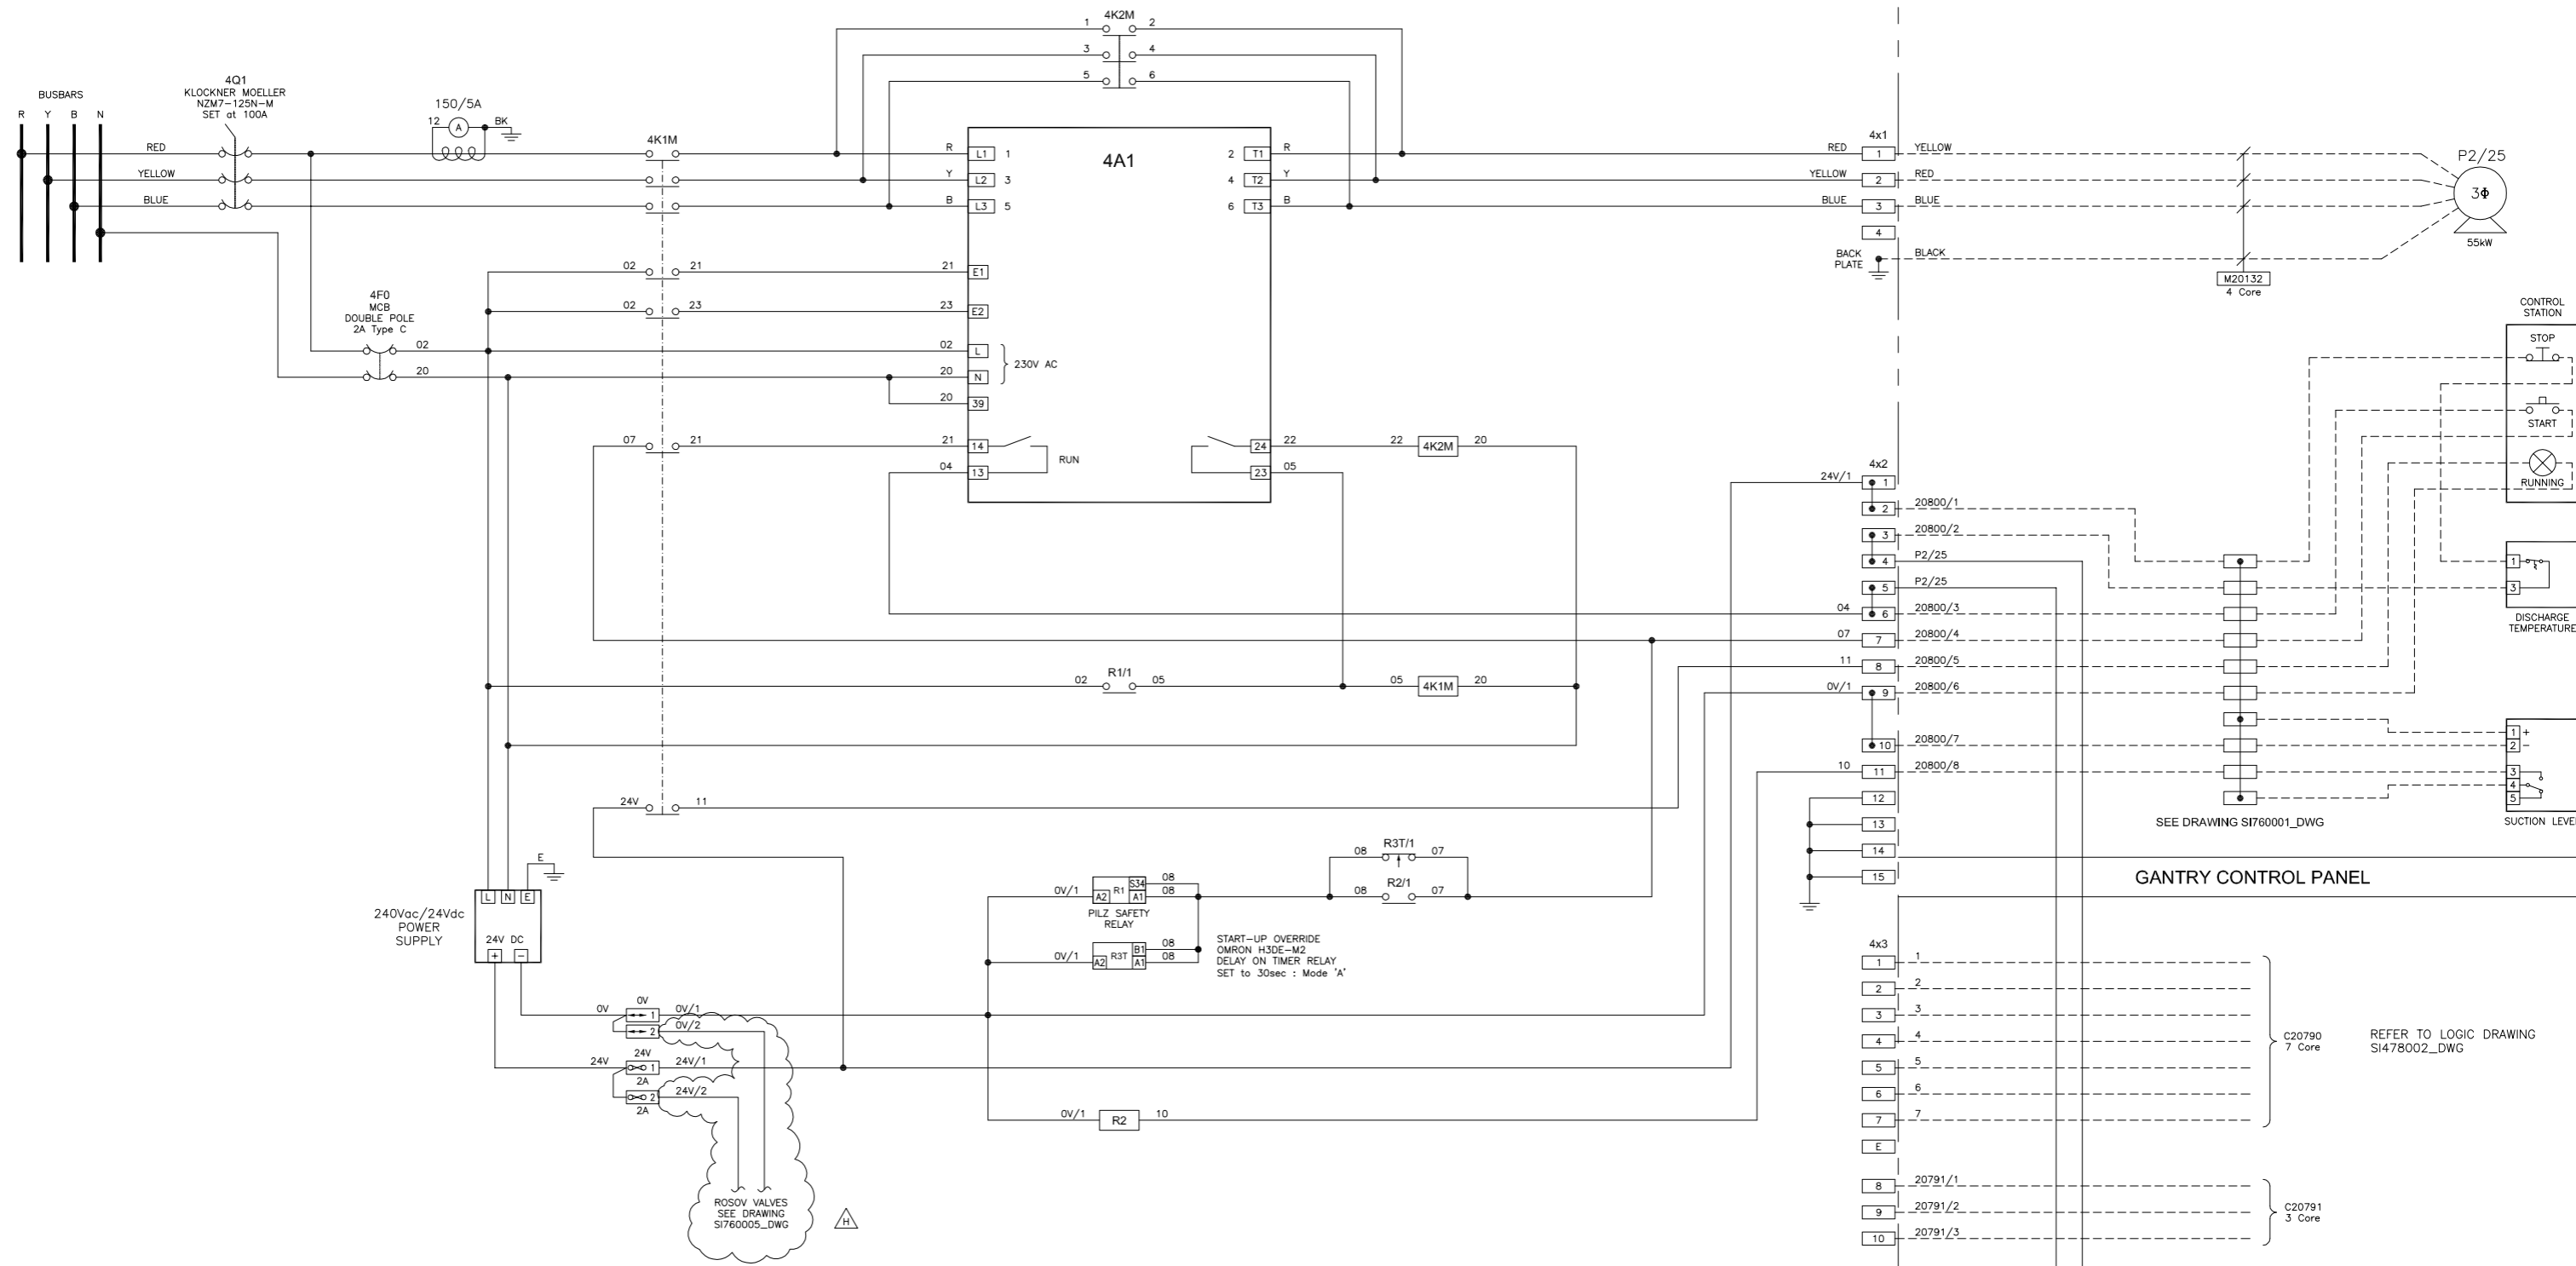 BUSBARS
R Y B N
RED
YELLOW
BLUE
4Q1
KLOCKNER MOELLER
NZM7-125N-M
SET at 100A
150/5A
12 A BK
4K1M
4K2M
1 2
3 4
5 6
4A1
R L1 1
Y L2 3
B L3 5
2 T1 R
4 T2 Y
6 T3 B
02 21 21 E1
02 23 23 E2
4F0
MCB
DOUBLE POLE
2A Type C
02
20
02 L
20 N
230V AC
20 39
07 21 21 14
04 13
RUN
24 22 22 4K2M 20
23 05
R1/1
02 05 05 4K1M 20
24V 11
4x1
RED 1 YELLOW
YELLOW 2 RED
BLUE 3 BLUE
4
BACK
PLATE
BLACK
M20132
4 Core
P2/25
3Φ
55kW
CONTROL
STATION
STOP
START
RUNNING
4x2
24V/1 1
2 20800/1
3 20800/2
4 P2/25
5 P2/25
04 6 20800/3
07 7 20800/4
11 8 20800/5
0V/1 9 20800/6
10 20800/7
10 11 20800/8
12
13
14
15
1
3
DISCHARGE
TEMPERATURE
1 +
2 -
3
4
5
SUCTION LEVE
SEE DRAWING SI760001_DWG
GANTRY CONTROL PANEL
E
L N E
240Vac/24Vdc
POWER
SUPPLY
24V DC
+ -
0V/1 A2 R1 S34 08
A1 08
PILZ SAFETY
RELAY
0V/1 A2 R3T B1 08
A1 08
START-UP OVERRIDE
OMRON H3DE-M2
DELAY ON TIMER RELAY
SET to 30sec : Mode 'A'
R3T/1
08 07
R2/1
08 07
0V
0V 1 0V/1
2 0V/2
24V
24V 1 24V/1
2A
2 24V/2
2A
0V/1 R2 10
ROSOV VALVES
SEE DRAWING
SI760005_DWG
H
4x3
1 1
2 2
3 3
4 4
5 5
6 6
7 7
E
C20790
7 Core
REFER TO LOGIC DRAWING
SI478002_DWG
8 20791/1
9 20791/2
10 20791/3
C20791
3 Core